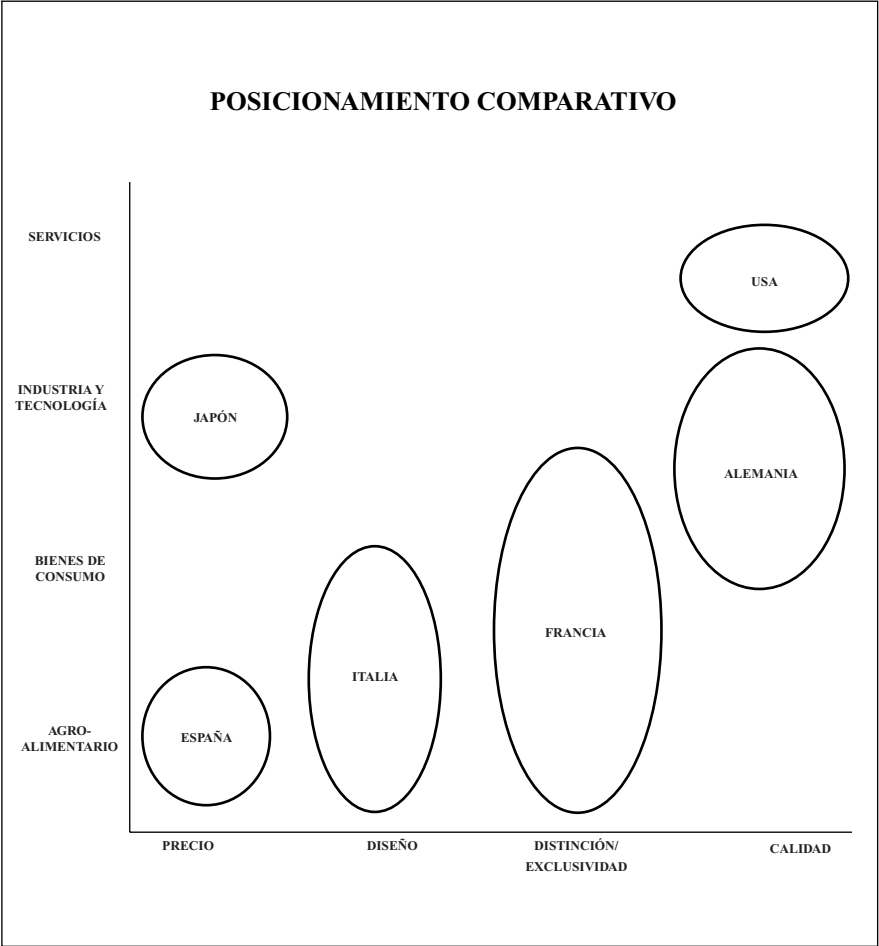 POSICIONAMIENTO COMPARATIVO
SERVICIOS
USA
INDUSTRIA Y
TECNOLOGÍA
JAPÓN
ALEMANIA
BIENES DE
CONSUMO
FRANCIA
ITALIA
AGRO-
ALIMENTARIO
ESPAÑA
PRECIO
DISEÑO
DISTINCIÓN/
EXCLUSIVIDAD
CALIDAD